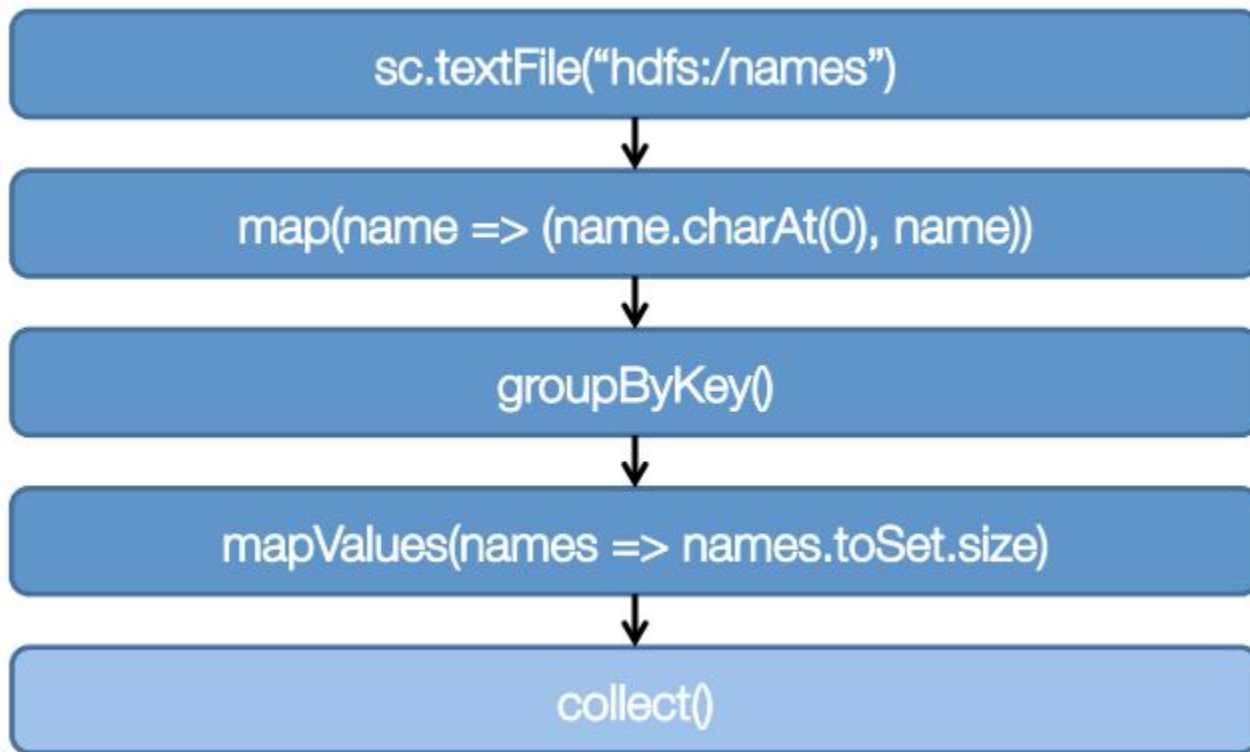 sc.textFile(“hdfs:/names”)
map(name => (name.charAt(0), name))
groupByKey()
mapValues(names => names.toSet.size)
collect()